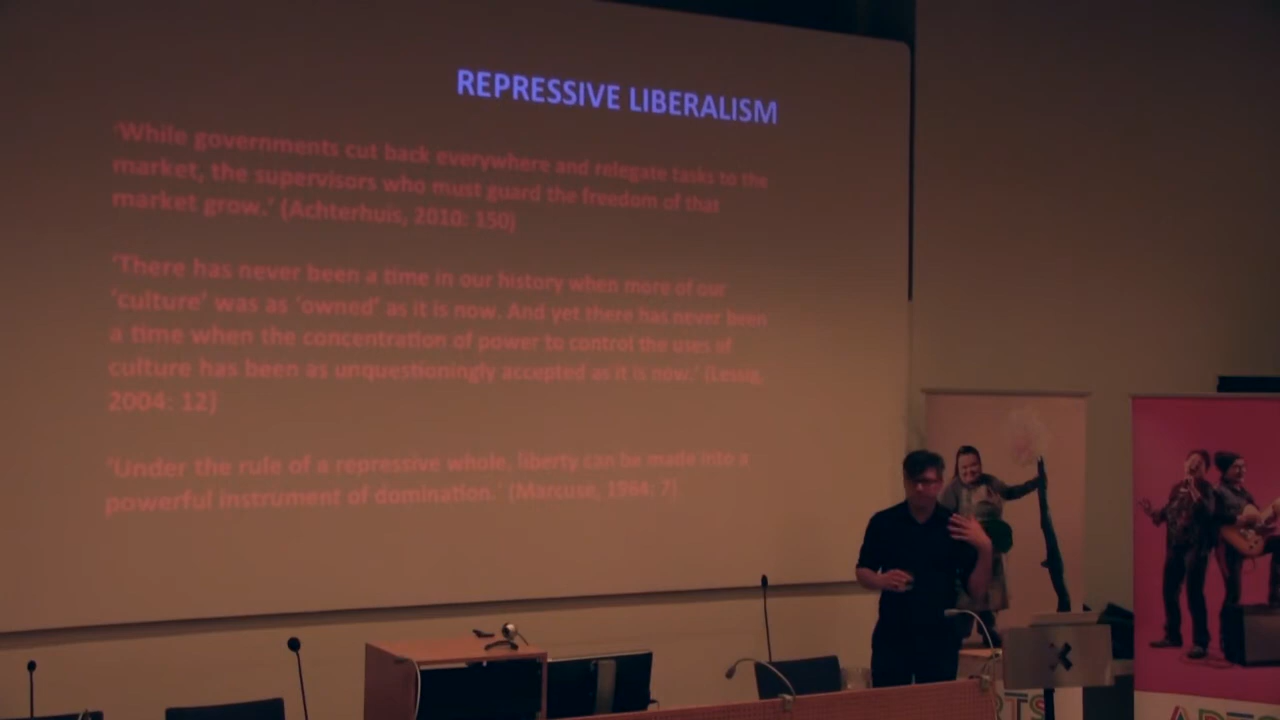 REPRESSIVE LIBERALISM
‘While governments cut back everywhere and relegate tasks to the
market, the supervisors who must guard the freedom of that
market grow.’ (Achterhuis, 2010: 150)
‘There has never been a time in our history when more of our
‘culture’ was as ‘owned’ as it is now. And yet there has never been
a time when the concentration of power to control the uses of
culture has been as unquestioningly accepted as it is now.’ (Lessig,
2004: 12)
‘Under the rule of a repressive whole, liberty can be made into a
powerful instrument of domination.’ (Marcuse, 1964: 7)